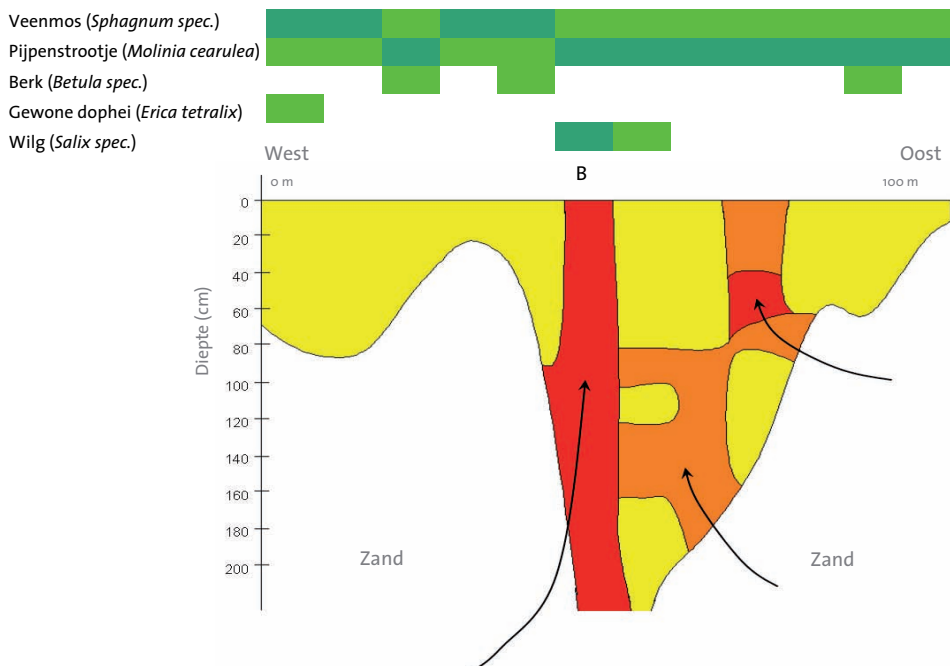 Veenmos (Sphagnum spec.)
Pijpenstrootje (Molinia cearulea)
Berk (Betula spec.)
Gewone dophei (Erica tetralix)
Wilg (Salix spec.)
West
Oost
0 m
B
100 m
Diepte (cm)
0
20
40
60
80
100
120
140
160
180
200
Zand
Zand